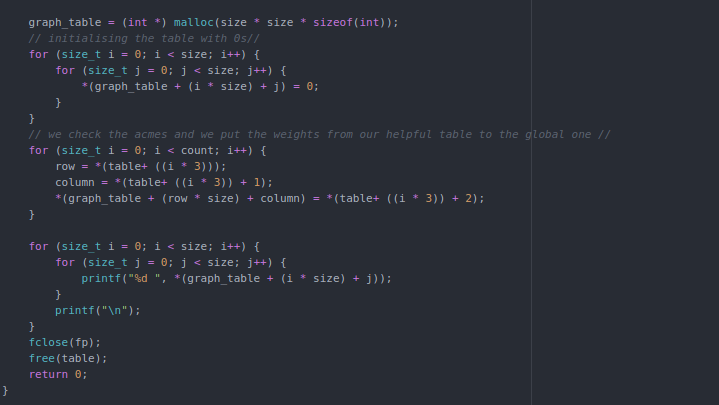 graph_table = (int *) malloc(size * size * sizeof(int));
// initialising the table with 0s//
for (size_t i = 0; i < size; i++) {
for (size_t j = 0; j < size; j++) {
*(graph_table + (i * size) + j) = 0;
}
}
// we check the acmes and we put the weights from our helpful table to the global one //
for (size_t i = 0; i < count; i++) {
row = *(table+ ((i * 3)));
column = *(table+ ((i * 3)) + 1);
*(graph_table + (row * size) + column) = *(table+ ((i * 3)) + 2);
}
for (size_t i = 0; i < size; i++) {
for (size_t j = 0; j < size; j++) {
printf("%d ", *(graph_table + (i * size) + j));
}
printf("\n");
}
fclose(fp);
free(table);
return 0;
}